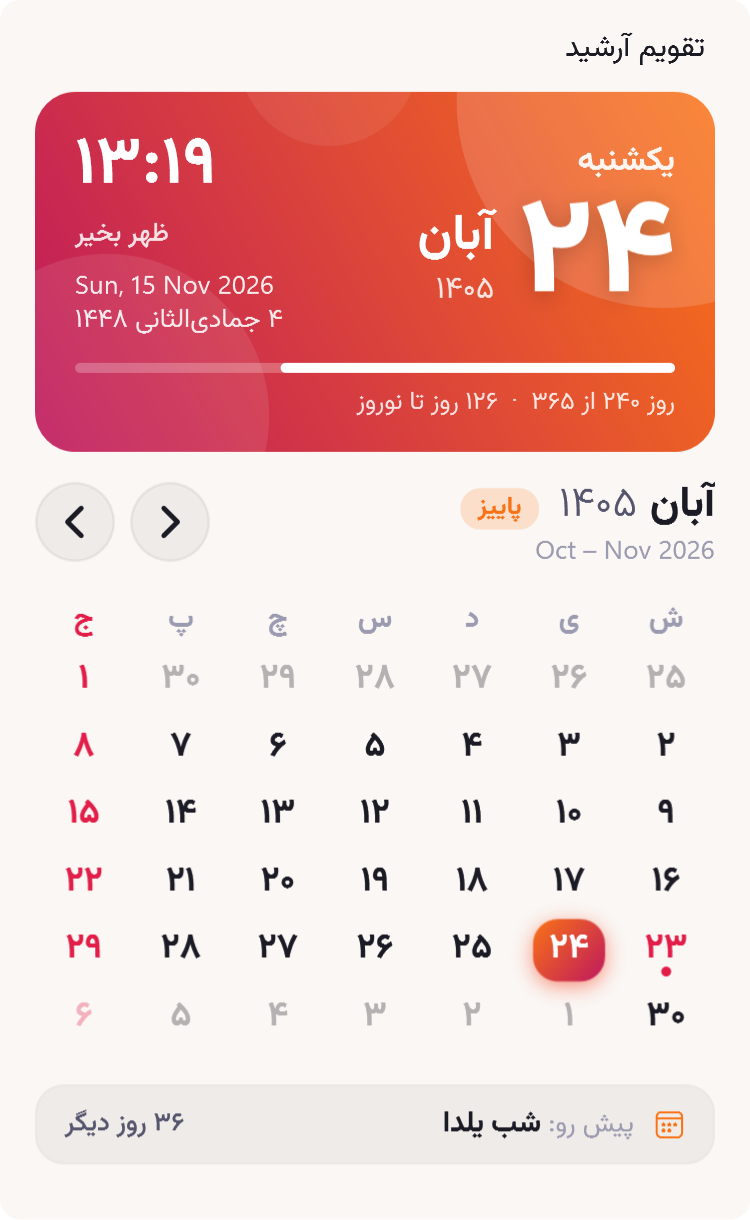 تقویم آرشید
یکشنبه
۲۴
آبان
۱۴۰۵
۱۳:۱۹
ظهر بخیر
Sun, 15 Nov 2026
۴ جمادی‌الثانی ۱۴۴۸
روز ۲۴۰ از ۳۶۵ · ۱۲۶ روز تا نوروز
آبان ۱۴۰۵ پاییز
Oct – Nov 2026
ش ی د س چ پ ج
۲۵ ۲۶ ۲۷ ۲۸ ۲۹ ۳۰ ۱
۲ ۳ ۴ ۵ ۶ ۷ ۸
۹ ۱۰ ۱۱ ۱۲ ۱۳ ۱۴ ۱۵
۱۶ ۱۷ ۱۸ ۱۹ ۲۰ ۲۱ ۲۲
۲۳ ۲۴ ۲۵ ۲۶ ۲۷ ۲۸ ۲۹
۳۰ ۱ ۲ ۳ ۴ ۵ ۶
پیش رو: شب یلدا
۳۶ روز دیگر